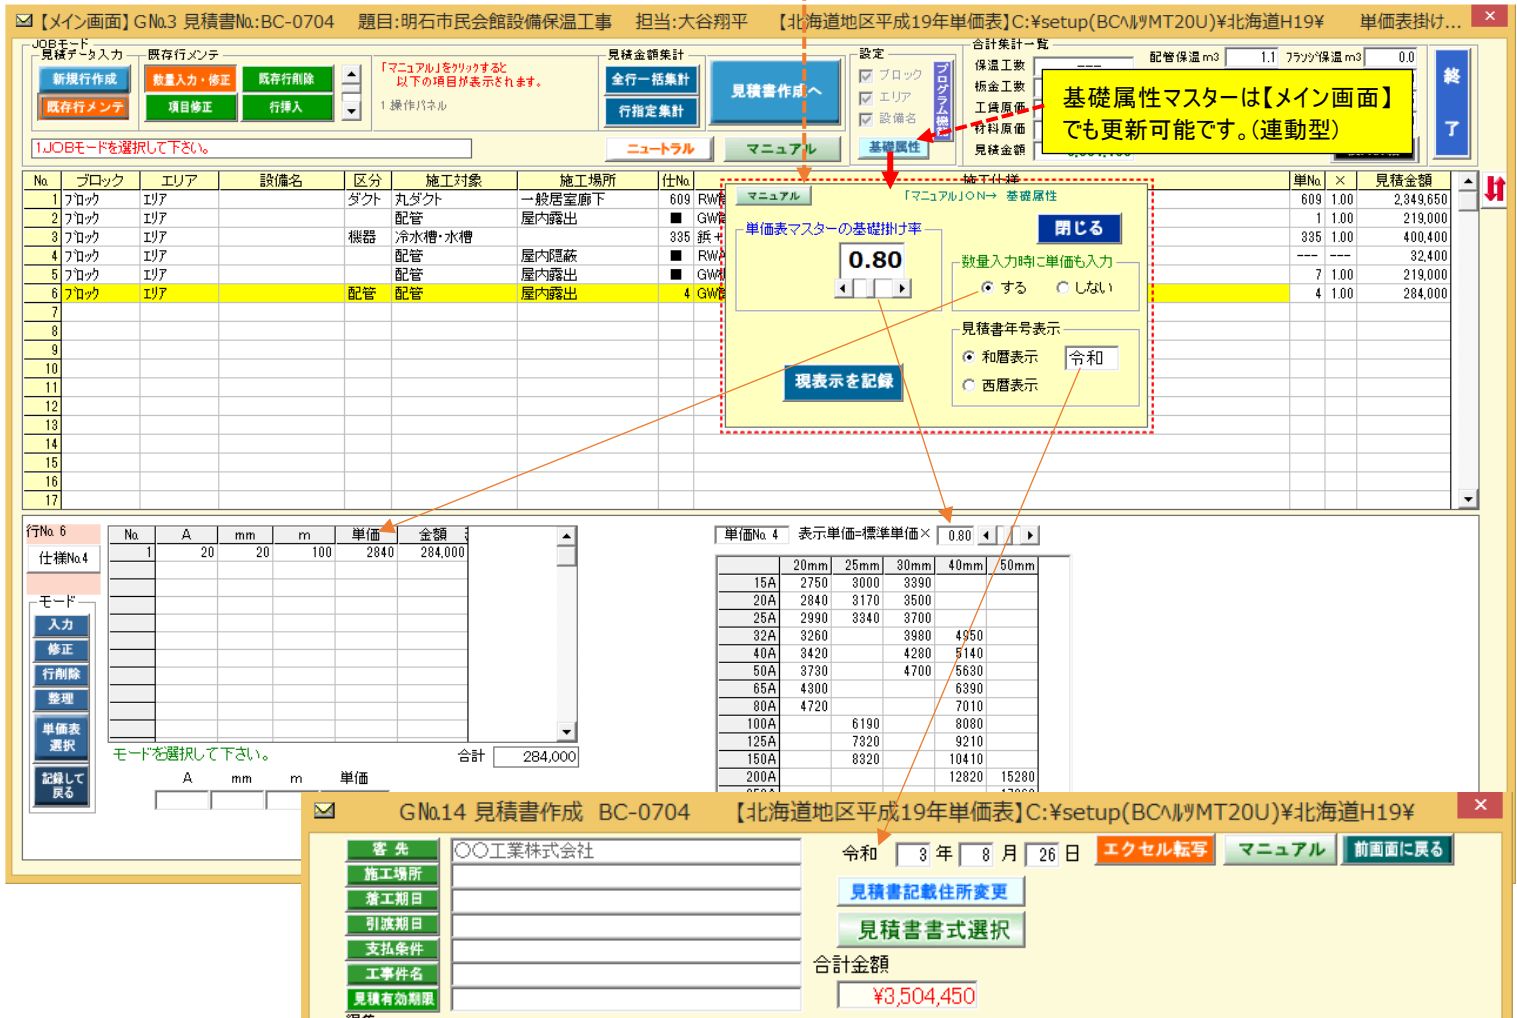 【メイン画面】GNo.3 見積書No.:BC-0704 題目:明石市民会館設備保温工事 担当:大谷翔平 【北海道地区平成19年単価表】C:¥setup(BCﾍﾙﾂMT20U)¥北海道H19¥ 単価表掛け...
JOBモード
見積データ入力 既存行メンテ
新規行作成 数量入力・修正 既存行削除
既存行メンテ 項目修正 行挿入
「マニュアル」をクリックすると
以下の項目が表示されます。
1.操作パネル
見積金額集計
全行一括集計
行指定集計
見積書作成へ
設定
ブロック
エリア
設備名
プログラム機能
合計集計一覧
保温工数 --- 配管保温m3 1.1 フランジ保温m3 0.0
板金工数
工賃原価
材料原価
見積金額
基礎属性マスターは【メイン画面】
でも更新可能です。(連動型)
終了
1.JOBモードを選択して下さい。
ニュートラル マニュアル 基礎属性
No. ブロック エリア 設備名 区分 施工対象 施工場所 仕No. 施工仕様 単No. × 見積金額
1 ブロック エリア ダクト 丸ダクト 一般居室廊下 609 RW 609 1.00 2,349,650
2 ブロック エリア 配管 屋内露出 ■ GW 1 1.00 219,000
3 ブロック エリア 機器 冷水槽・水槽 335 鋲+ 335 1.00 400,400
4 ブロック エリア 配管 屋内隠蔽 ■ RW --- --- 32,400
5 ブロック エリア 配管 屋内露出 ■ GW 7 1.00 219,000
6 ブロック エリア 配管 配管 屋内露出 4 GW 4 1.00 284,000
7
8
9
10
11
12
13
14
15
16
17
マニュアル 「マニュアル」ON→ 基礎属性
単価表マスターの基礎掛け率
0.80
閉じる
数量入力時に単価も入力
する しない
見積書年号表示
和暦表示 令和
西暦表示
現表示を記録
行No. 6
仕様No.4
モード
入力
修正
行削除
整理
単価表
選択
記録して
戻る
No. A mm m 単価 金額
1 20 20 100 2840 284,000
モードを選択して下さい。 合計 284,000
A mm m 単価
単価No. 4 表示単価=標準単価× 0.80
20mm 25mm 30mm 40mm 50mm
15A 2750 3000 3390
20A 2840 3170 3500
25A 2990 3340 3700
32A 3260 3980 4950
40A 3420 4280 5140
50A 3730 4700 5630
65A 4300 6390
80A 4720 7010
100A 6190 8080
125A 7320 9210
150A 8320 10410
200A 12820 15280
GNo.14 見積書作成 BC-0704 【北海道地区平成19年単価表】C:¥setup(BCﾍﾙﾂMT20U)¥北海道H19¥
客先 〇〇工業株式会社
施工場所
着工期日
引渡期日
支払条件
工事件名
見積有効期限
令和 3 年 8 月 26 日 エクセル転写 マニュアル 前画面に戻る
見積書記載住所変更
見積書書式選択
合計金額
¥3,504,450